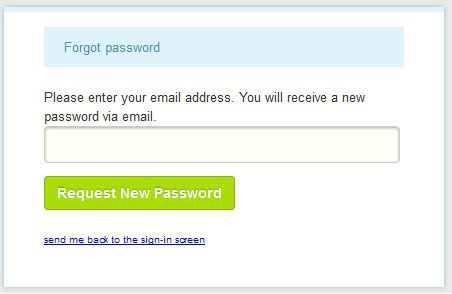 Forgot password
Please enter your email address. You will receive a new
password via email.
Request New Password
send me back to the sign-in screen